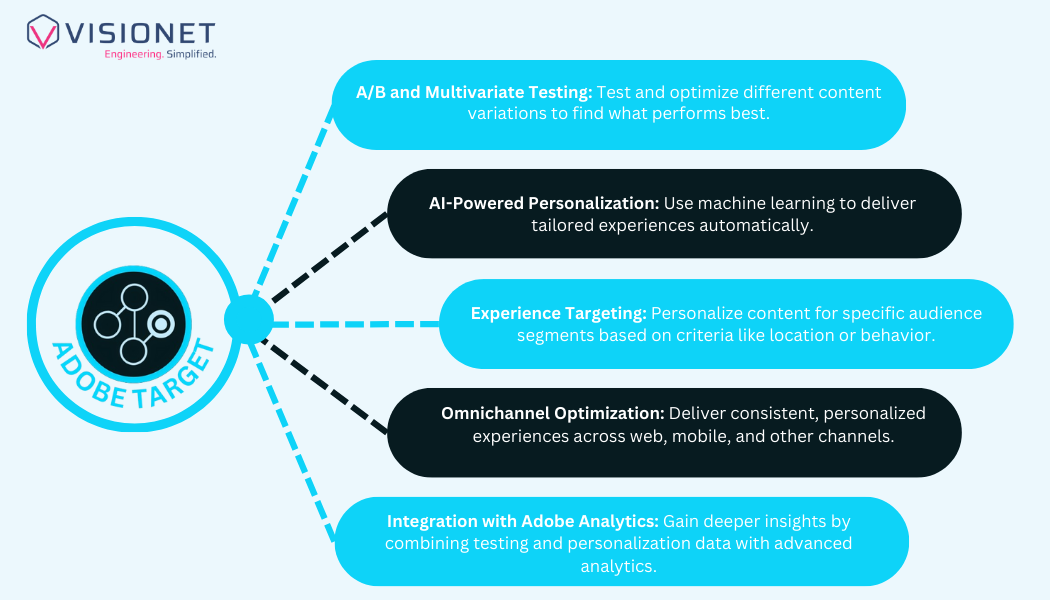 VISIONET
Engineering. Simplified.
A/B and Multivariate Testing: Test and optimize different content
variations to find what performs best.
AI-Powered Personalization: Use machine learning to deliver
tailored experiences automatically.
Experience Targeting: Personalize content for specific audience
segments based on criteria like location or behavior.
ADOBE TARGET
Omnichannel Optimization: Deliver consistent, personalized
experiences across web, mobile, and other channels.
Integration with Adobe Analytics: Gain deeper insights by
combining testing and personalization data with advanced
analytics.